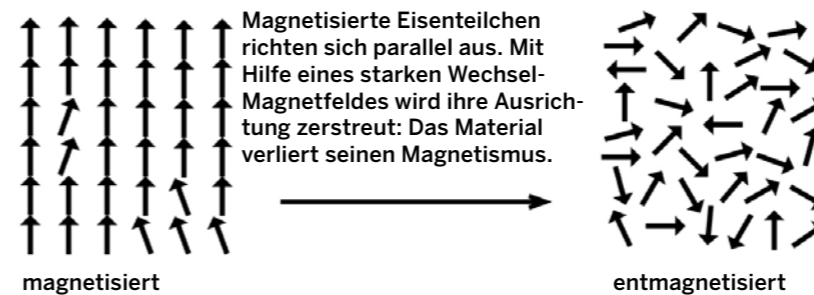 Magnetisierte Eisenteilchen
richten sich parallel aus. Mit
Hilfe eines starken Wechsel-
Magnetfeldes wird ihre Ausrich-
tung zerstreut: Das Material
verliert seinen Magnetismus.
magnetisiert
entmagnetisiert